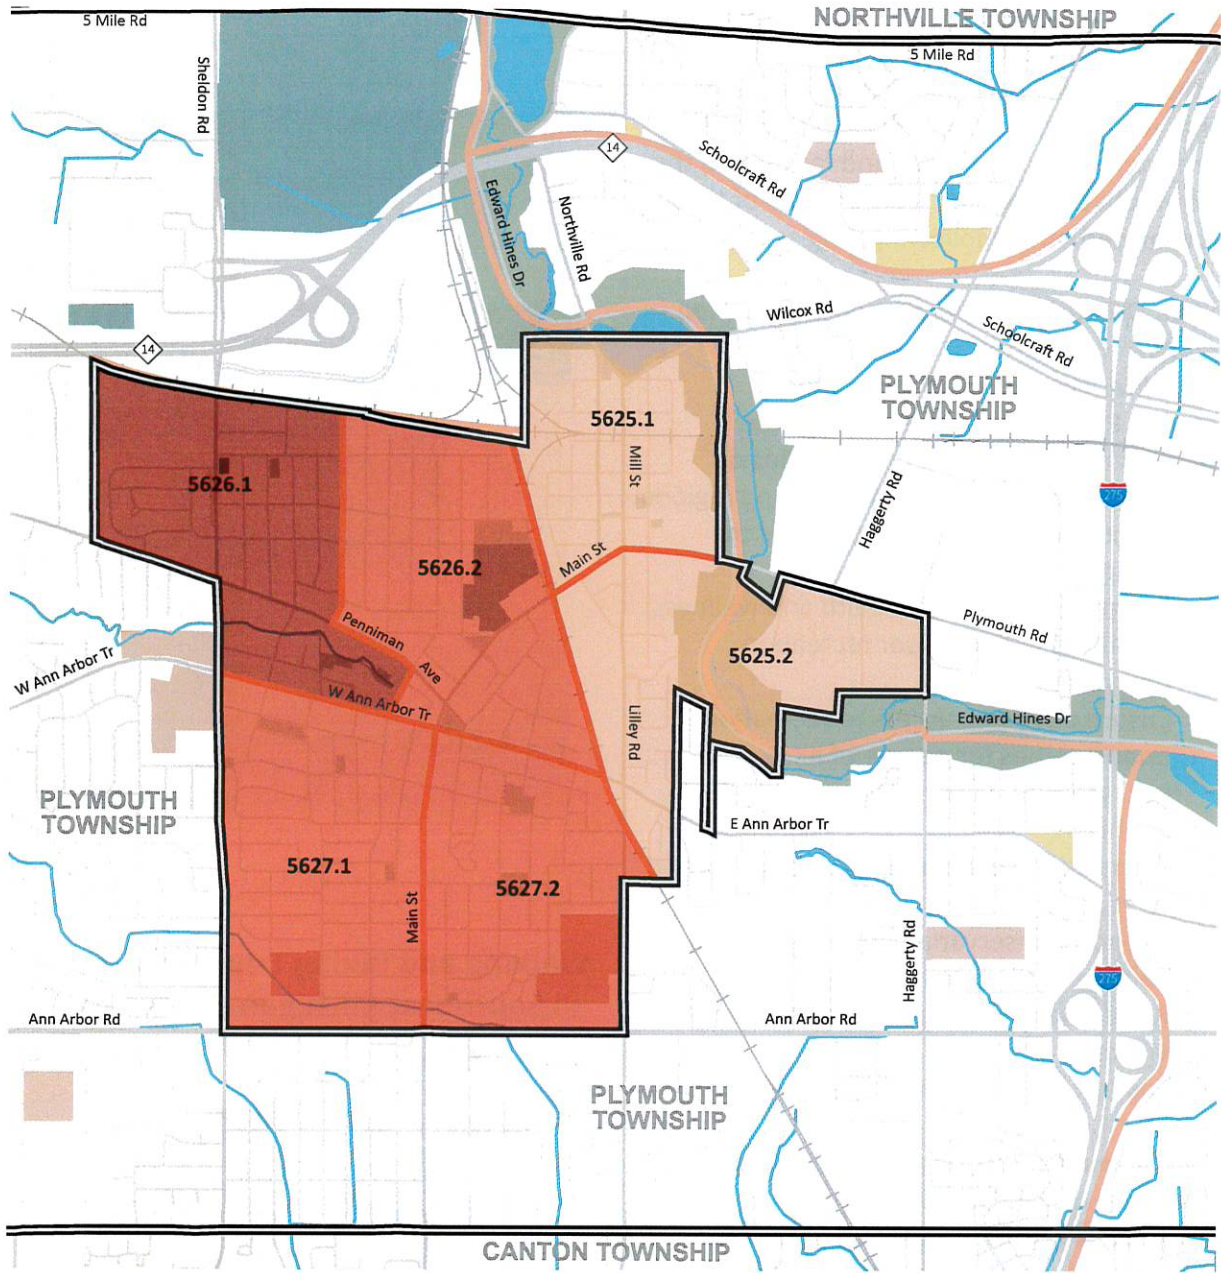 NORTHVILLE TOWNSHIP
5 Mile Rd
5 Mile Rd
Sheldon Rd
14
Schoolcraft Rd
Edward Hines Dr
Northville Rd
Wilcox Rd
Schoolcraft Rd
14
PLYMOUTH
TOWNSHIP
5625.1
Mill St
5626.1
275
Haggerty Rd
5626.2
Main St
Penniman
Ave
Plymouth Rd
5625.2
W Ann Arbor Tr
W Ann Arbor Tr
Lilley Rd
Edward Hines Dr
PLYMOUTH
TOWNSHIP
E Ann Arbor Tr
5627.1
5627.2
Main St
Haggerty Rd
275
Ann Arbor Rd
Ann Arbor Rd
PLYMOUTH
TOWNSHIP
CANTON TOWNSHIP